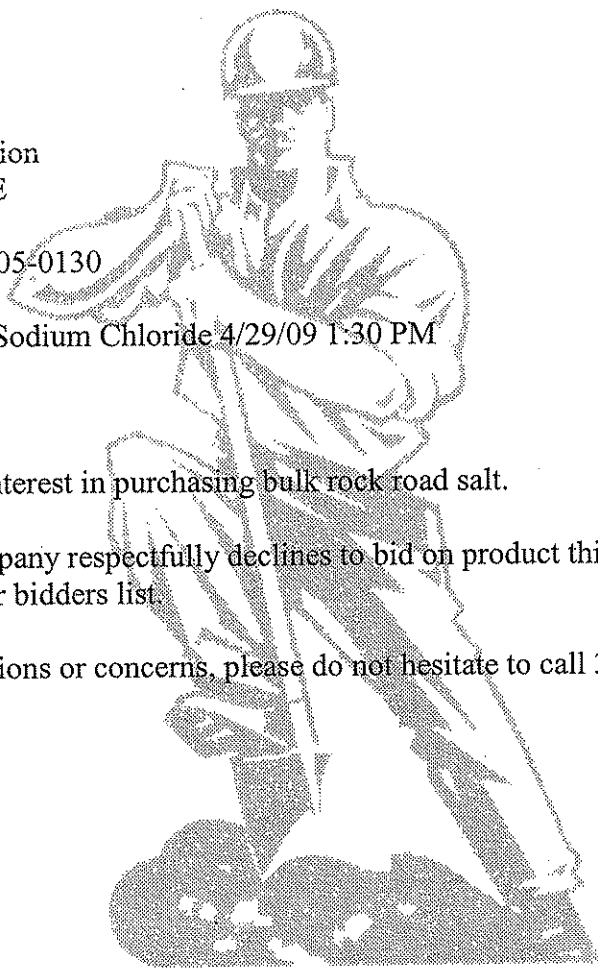 ion
E
05-0130
Sodium Chloride 4/29/09 1:30 PM
nterest in purchasing bulk rock road salt.
pany respectfully declines to bid on product thi
r bidders list.
ions or concerns, please do not hesitate to call 3